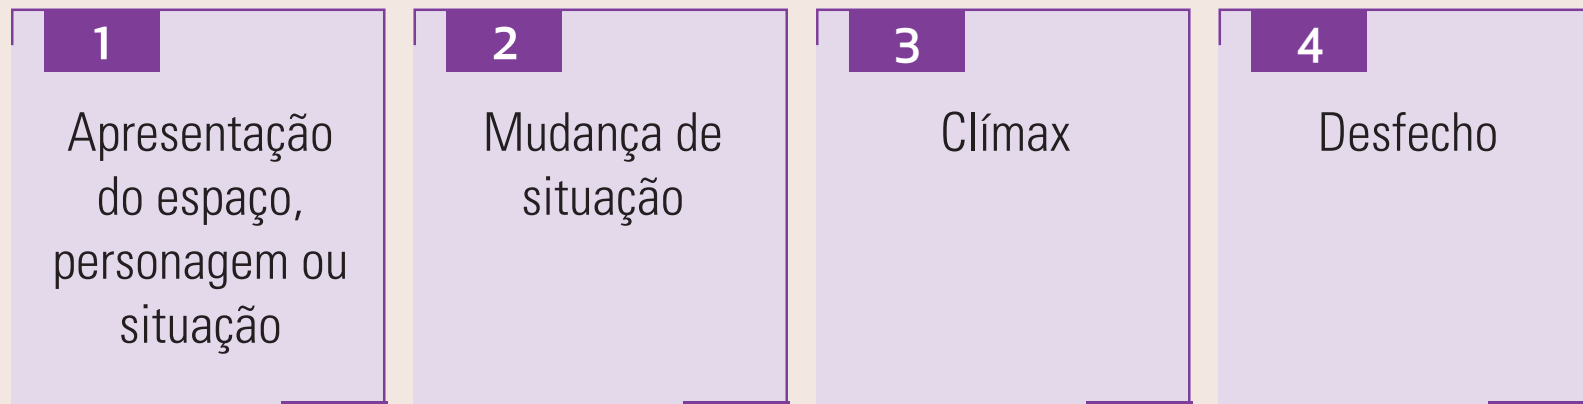 1
Apresentação
do espaço,
personagem ou
situação
2
Mudança de
situação
3
Clímax
4
Desfecho